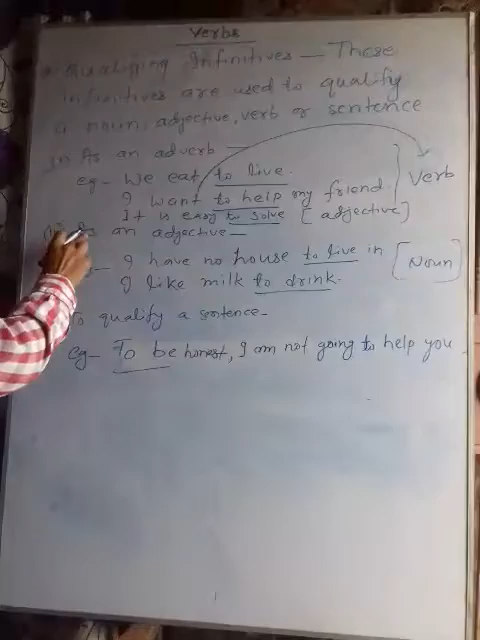 Verbs
Qualifying Infinitives — These
infinitives are used to qualify
a noun, adjective, verb or sentence
As an adverb —
eg - We eat to live.
I want to help my friend. Verb
It is easy to solve [adjective]
As an adjective —
I have no house to live in [Noun]
I like milk to drink.
To qualify a sentence -
eg - To be honest, I am not going to help you.